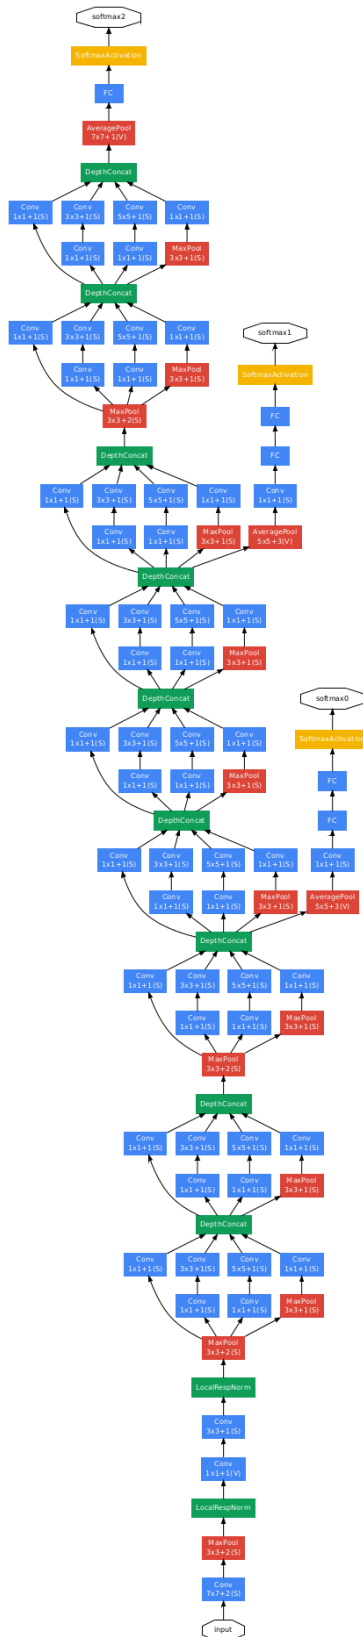 softmax2
SoftmaxActivation
FC
AveragePool
7x7+1(V)
DepthConcat
Conv Conv Conv Conv
1x1+1(S) 3x3+1(S) 5x5+1(S) 1x1+1(S)
Conv Conv MaxPool
1x1+1(S) 1x1+1(S) 3x3+1(S)
DepthConcat
Conv Conv Conv Conv
1x1+1(S) 3x3+1(S) 5x5+1(S) 1x1+1(S)
softmax1
Conv Conv MaxPool
1x1+1(S) 1x1+1(S) 3x3+1(S)
SoftmaxActivation
MaxPool
3x3+2(S)
FC
DepthConcat
FC
Conv Conv Conv Conv Conv
1x1+1(S) 3x3+1(S) 5x5+1(S) 1x1+1(S) 1x1+1(S)
Conv Conv MaxPool AveragePool
1x1+1(S) 1x1+1(S) 3x3+1(S) 5x5+3(V)
DepthConcat
Conv Conv Conv Conv
1x1+1(S) 3x3+1(S) 5x5+1(S) 1x1+1(S)
Conv Conv MaxPool
1x1+1(S) 1x1+1(S) 3x3+1(S)
DepthConcat
softmax0
Conv Conv Conv Conv
1x1+1(S) 3x3+1(S) 5x5+1(S) 1x1+1(S)
SoftmaxActivation
Conv Conv MaxPool
1x1+1(S) 1x1+1(S) 3x3+1(S)
FC
DepthConcat
FC
Conv Conv Conv Conv Conv
1x1+1(S) 3x3+1(S) 5x5+1(S) 1x1+1(S) 1x1+1(S)
Conv Conv MaxPool AveragePool
1x1+1(S) 1x1+1(S) 3x3+1(S) 5x5+3(V)
DepthConcat
Conv Conv Conv Conv
1x1+1(S) 3x3+1(S) 5x5+1(S) 1x1+1(S)
Conv Conv MaxPool
1x1+1(S) 1x1+1(S) 3x3+1(S)
MaxPool
3x3+2(S)
DepthConcat
Conv Conv Conv Conv
1x1+1(S) 3x3+1(S) 5x5+1(S) 1x1+1(S)
Conv Conv MaxPool
1x1+1(S) 1x1+1(S) 3x3+1(S)
DepthConcat
Conv Conv Conv Conv
1x1+1(S) 3x3+1(S) 5x5+1(S) 1x1+1(S)
Conv Conv MaxPool
1x1+1(S) 1x1+1(S) 3x3+1(S)
MaxPool
3x3+2(S)
LocalRespNorm
Conv
3x3+1(S)
Conv
1x1+1(V)
LocalRespNorm
MaxPool
3x3+2(S)
Conv
7x7+2(S)
input